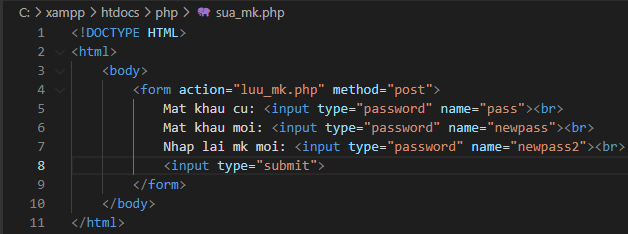 C: > xampp > htdocs > php > sua_mk.php
1 <!DOCTYPE HTML>
2 <html>
3 <body>
4 <form action="luu_mk.php" method="post">
5 Mat khau cu: <input type="password" name="pass"><br>
6 Mat khau moi: <input type="password" name="newpass"><br>
7 Nhap lai mk moi: <input type="password" name="newpass2"><br>
8 <input type="submit">
9 </form>
10 </body>
11 </html>